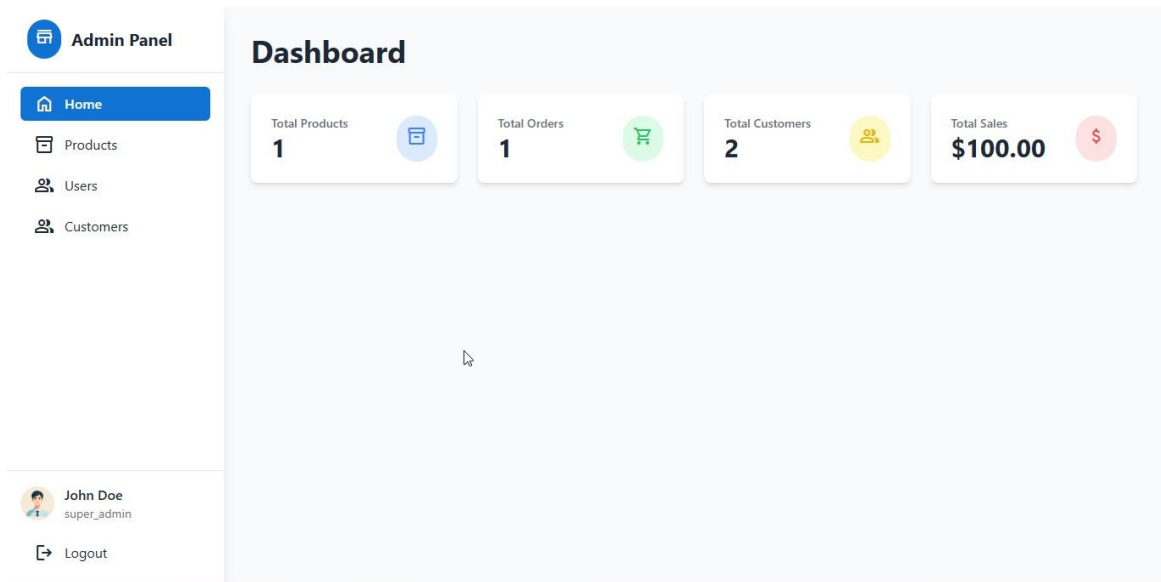 Admin Panel
Home
Products
Users
Customers
John Doe
super_admin
Logout
Dashboard
Total Products
1
Total Orders
1
Total Customers
2
Total Sales
$100.00
$